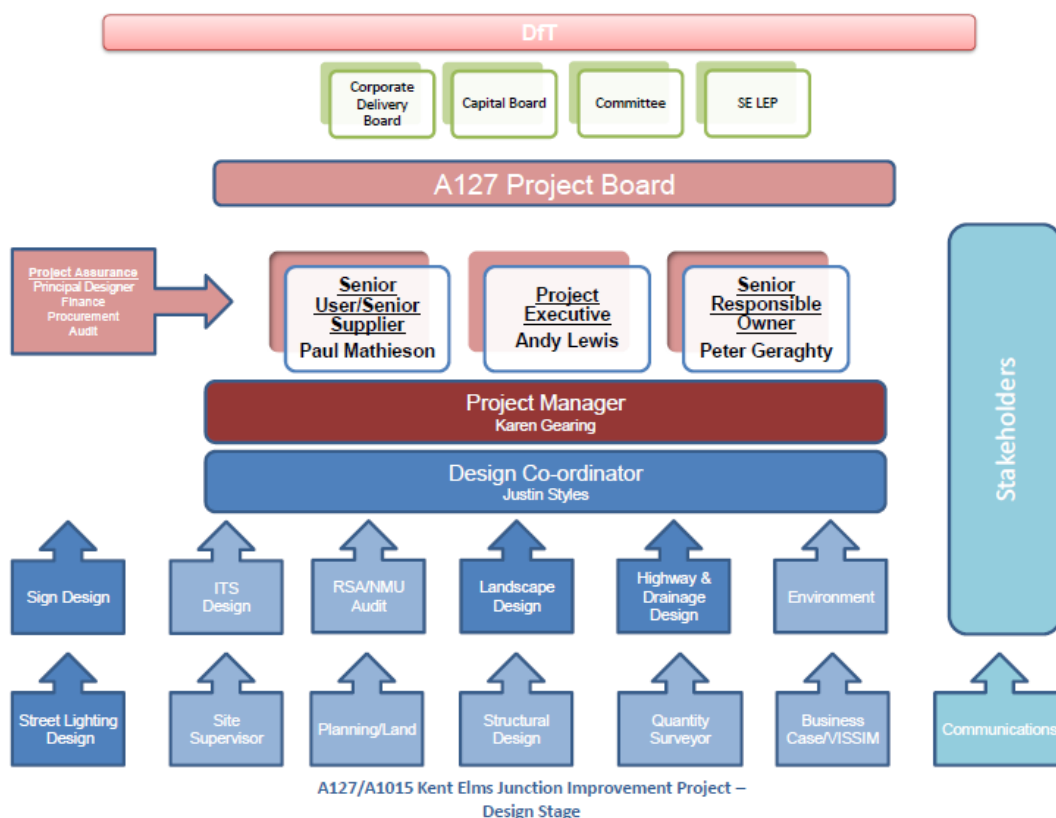 DfT
Corporate
Delivery
Board
Capital Board
Committee
SE LEP
A127 Project Board
Project Assurance
Principal Designer
Finance
Procurement
Audit
Senior
User/Senior
Supplier
Paul Mathieson
Project
Executive
Andy Lewis
Senior
Responsible
Owner
Peter Geraghty
Stakeholders
Project Manager
Karen Gearing
Design Co-ordinator
Justin Styles
Sign Design
ITS
Design
RSA/NMU
Audit
Landscape
Design
Highway &
Drainage
Design
Environment
Street Lighting
Design
Site
Supervisor
Planning/Land
Structural
Design
Quantity
Surveyor
Business
Case/VISSIM
Communications
A127/A1015 Kent Elms Junction Improvement Project –
Design Stage